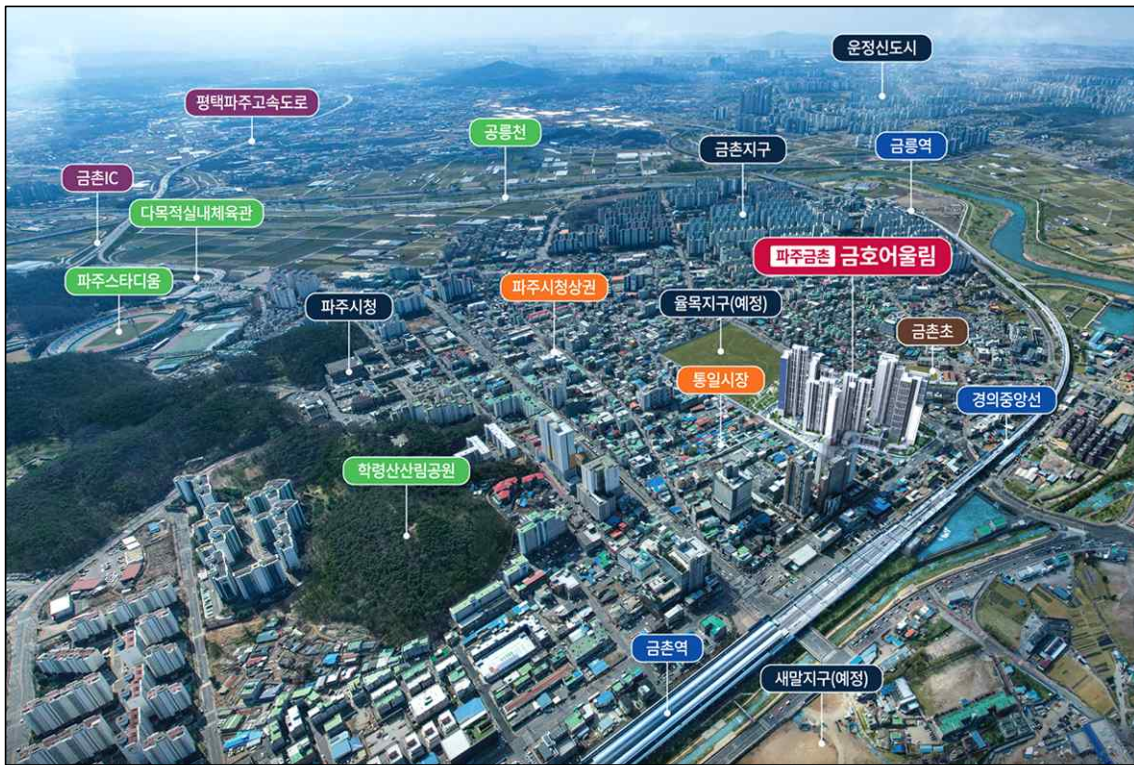 운정신도시
평택파주고속도로
공릉천
금촌지구
금릉역
금촌IC
다목적실내체육관
파주금촌 금호어울림
파주스타디움
파주시청
파주시청상권
율목지구(예정)
금촌초
통일시장
경의중앙선
학령산산림공원
금촌역
새말지구(예정)